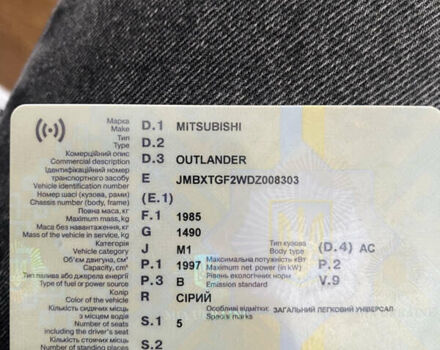 Марка
Make D.1 MITSUBISHI
Тип
Type D.2
Комерційний опис
Commercial description D.3 OUTLANDER
Ідентифікаційний номер
транспортного засобу E JMBXTGF2WDZ008303
Vehicle identification number
Номер шасі (кузова, рами) (E.1)
Chassis number (body, frame)
Повна маса, кг F.1 1985
Maximum mass, kg
Маса без навантаження, кг G 1490
Mass of the vehicle in service, kg
Категорія Тип кузова
Vehicle category J M1 Body type (D.4) AC
Об'єм двигуна, см³ P.1 1997 Максимальна потужність кВт P.2
Capacity, cm³ Maximum net power (in kW)
Тип палива або джерела енергії P.3 B Рівень екологічних норм V.9
Type of fuel or power source Emission standard
Колір R СІРИЙ
Color of the vehicle
Кількість сидячих місць Особливі відмітки: ЗАГАЛЬНИЙ ЛЕГКОВИЙ УНІВЕРСАЛ
з місцем водія S.1 5 Special marks
Number of seats
including the driver's seat
Кількість стоячих місць S.2
Number of standing places